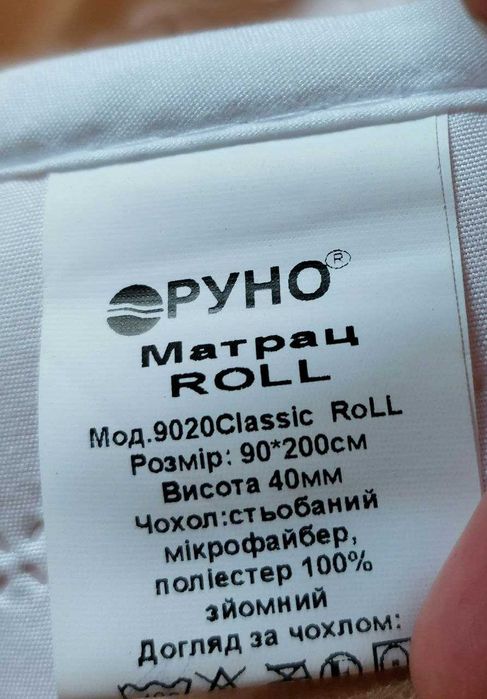 РУНО®
Матрац
ROLL
Мод.9020Classic RoLL
Розмір: 90*200см
Висота 40мм
Чохол:стьобаний
мікрофайбер,
поліестер 100%
зйомний
Догляд за чохлом: